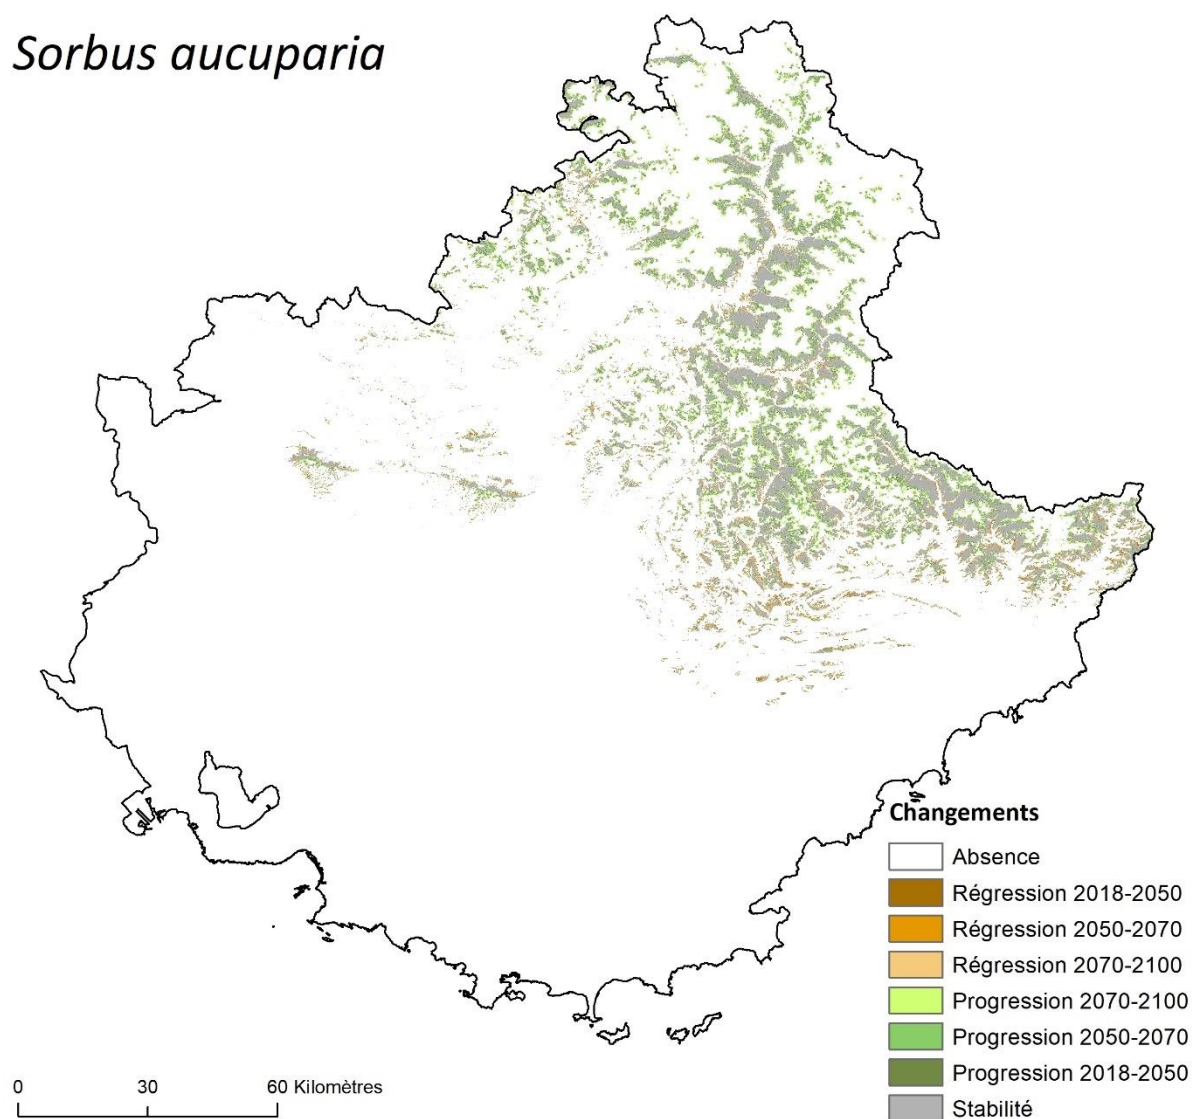 Sorbus aucuparia
Changements
Absence
Régression 2018-2050
Régression 2050-2070
Régression 2070-2100
Progression 2070-2100
Progression 2050-2070
Progression 2018-2050
Stabilité
0 30 60 Kilomètres